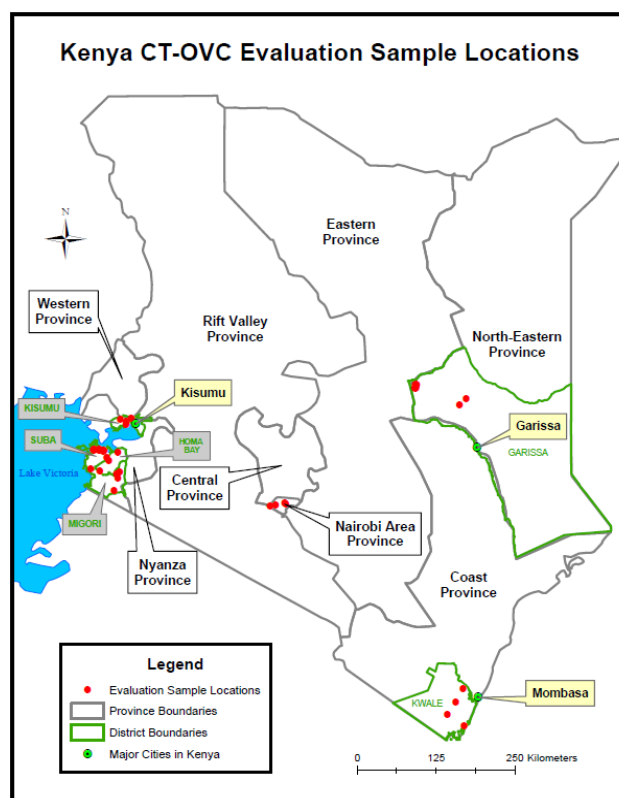 Kenya CT-OVC Evaluation Sample Locations
N
Eastern
Province
Western
Province
Rift Valley
Province
North-Eastern
Province
Kisumu
KISUMU
Garissa
SUBA
HOMA
BAY
GARISSA
Lake Victoria
Central
Province
MIGORI
Nairobi Area
Province
Nyanza
Province
Coast
Province
Legend
Evaluation Sample Locations
Province Boundaries
District Boundaries
Major Cities in Kenya
KWALE
Mombasa
0 125 250 Kilometers